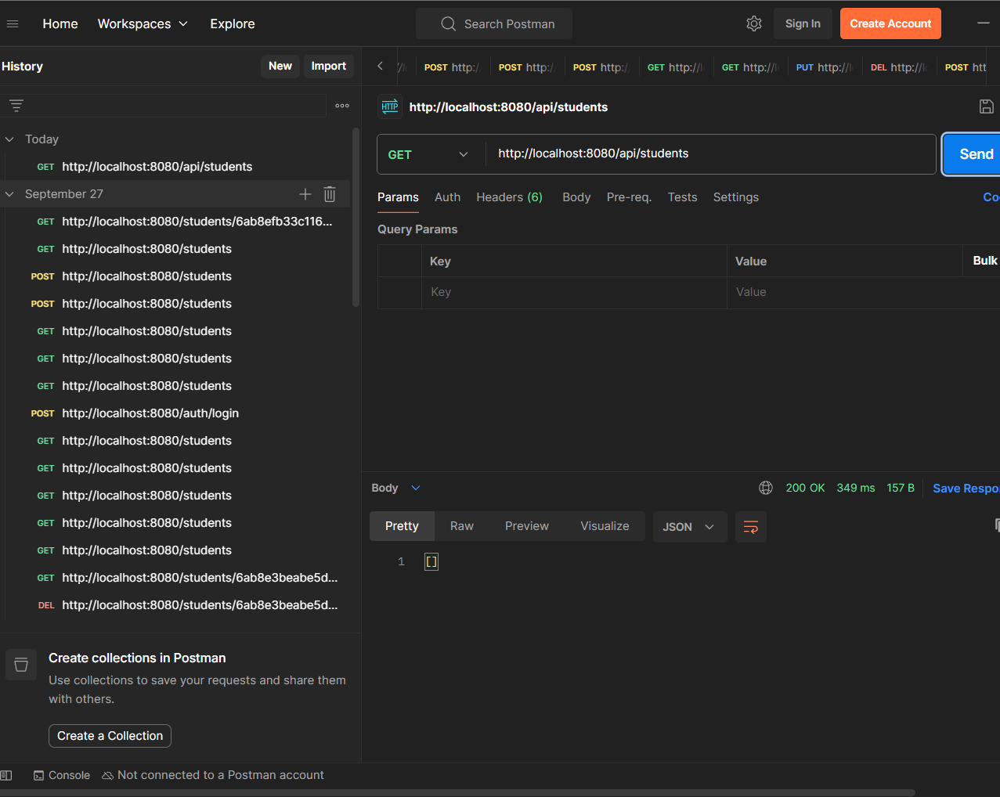 Home Workspaces Explore Search Postman Sign In Create Account
History New Import
POST http:/ POST http:/ POST http:/ GET http://l GET http://l PUT http://l DEL http://l POST htt
HTTP http://localhost:8080/api/students
Today
GET http://localhost:8080/api/students
September 27
GET http://localhost:8080/students/6ab8efb33c116...
GET http://localhost:8080/students
POST http://localhost:8080/students
POST http://localhost:8080/students
GET http://localhost:8080/students
GET http://localhost:8080/students
GET http://localhost:8080/students
POST http://localhost:8080/auth/login
GET http://localhost:8080/students
GET http://localhost:8080/students
GET http://localhost:8080/students
GET http://localhost:8080/students
GET http://localhost:8080/students
GET http://localhost:8080/students/6ab8e3beabe5d...
DEL http://localhost:8080/students/6ab8e3beabe5d...
Create collections in Postman
Use collections to save your requests and share them
with others.
Create a Collection
GET http://localhost:8080/api/students Send
Params Auth Headers (6) Body Pre-req. Tests Settings Co
Query Params
Key Value Bulk
Key Value
Body 200 OK 349 ms 157 B Save Respo
Pretty Raw Preview Visualize JSON
1 []
Console Not connected to a Postman account